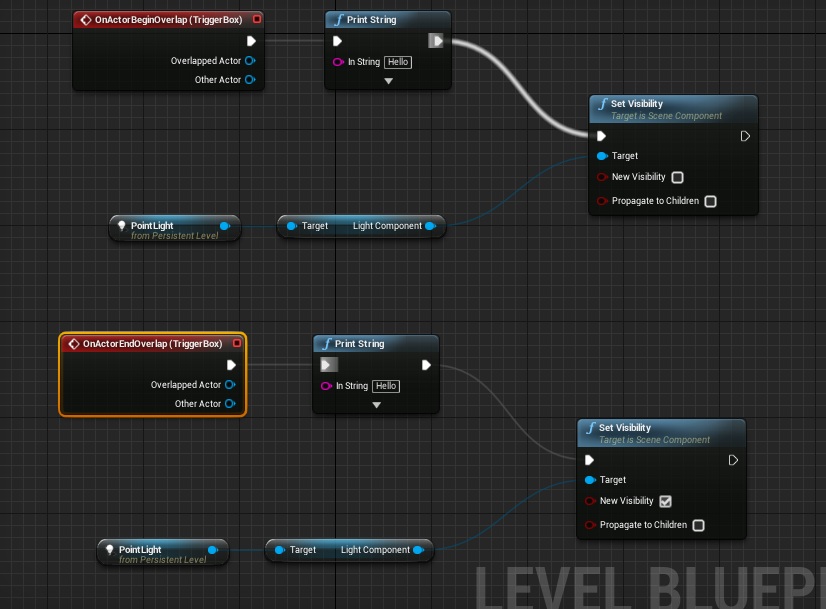 OnActorBeginOverlap (TriggerBox)
Overlapped Actor
Other Actor
f Print String
In String Hello
f Set Visibility
Target is Scene Component
Target
New Visibility
Propagate to Children
PointLight
from Persistent Level
Target Light Component
OnActorEndOverlap (TriggerBox)
Overlapped Actor
Other Actor
f Print String
In String Hello
f Set Visibility
Target is Scene Component
Target
New Visibility
Propagate to Children
PointLight
from Persistent Level
Target Light Component
LEVEL BLUEP